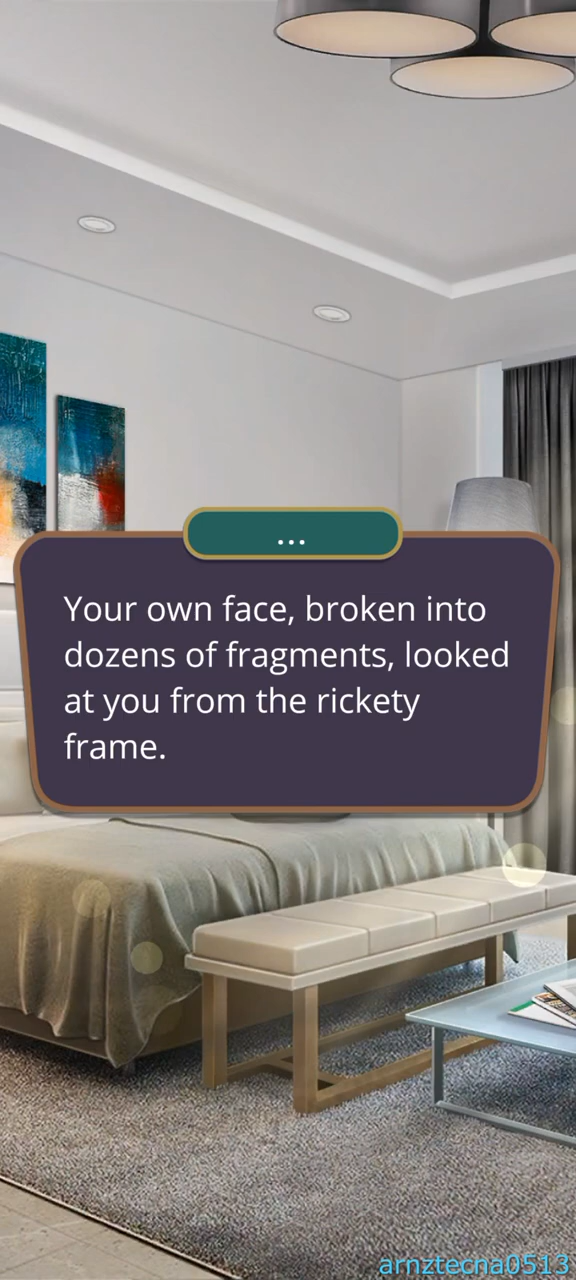 ...
Your own face, broken into
dozens of fragments, looked
at you from the rickety
frame.
arnztecna0513